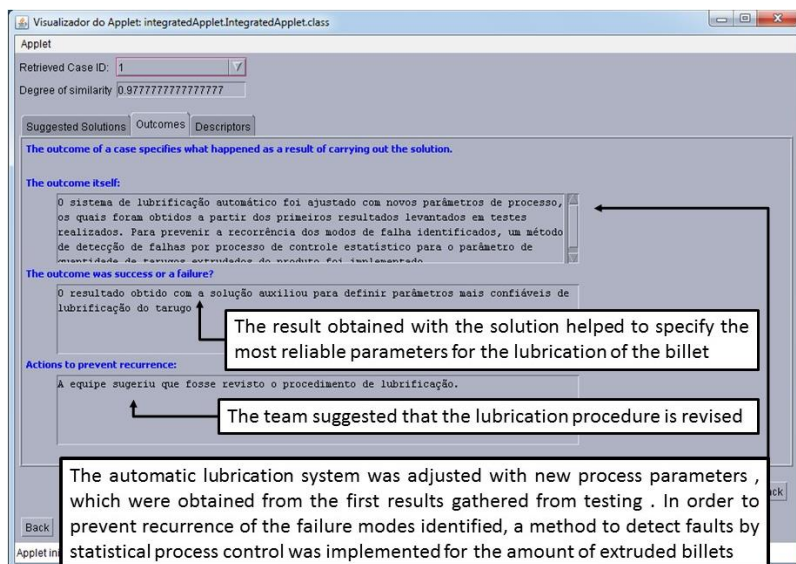 Visualizador do Applet: integratedApplet.IntegratedApplet.class
Applet
Retrieved Case ID: 1
Degree of similarity 0.9777777777777777
Suggested Solutions Outcomes Descriptors
The outcome of a case specifies what happened as a result of carrying out the solution.
The outcome itself:
O sistema de lubrificação automático foi ajustado com novos parâmetros de processo,
os quais foram obtidos a partir dos primeiros resultados levantados em testes
realizados. Para prevenir a recorrência dos modos de falha identificados, um método
de detecção de falhas por processo de controle estatístico para o parâmetro de
quantidade de tarugos extrudados do produto foi implementado
The outcome was success or a failure?
O resultado obtido com a solução auxiliou para definir parâmetros mais confiáveis de
lubrificação do tarugo
The result obtained with the solution helped to specify the
most reliable parameters for the lubrication of the billet
Actions to prevent recurrence:
A equipe sugeriu que fosse revisto o procedimento de lubrificação.
The team suggested that the lubrication procedure is revised
The automatic lubrication system was adjusted with new process parameters ,
which were obtained from the first results gathered from testing . In order to
prevent recurrence of the failure modes identified, a method to detect faults by
statistical process control was implemented for the amount of extruded billets
Back
Applet